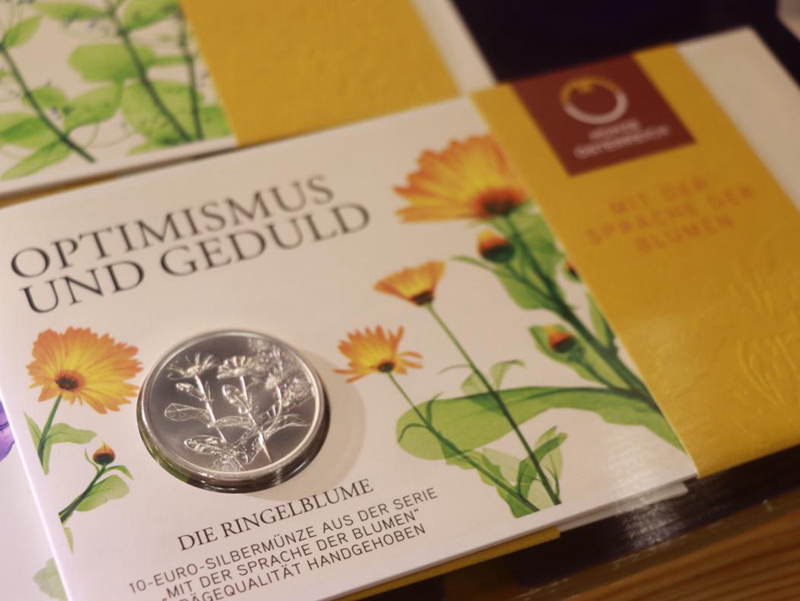 OPTIMISMUS
UND GEDULD
MÜNZE
ÖSTERREICH
MIT DER
SPRACHE DER
BLUMEN
DIE RINGELBLUME
10-EURO-SILBERMÜNZE AUS DER SERIE
„MIT DER SPRACHE DER BLUMEN“
PRÄGEQUALITÄT HANDGEHOBEN